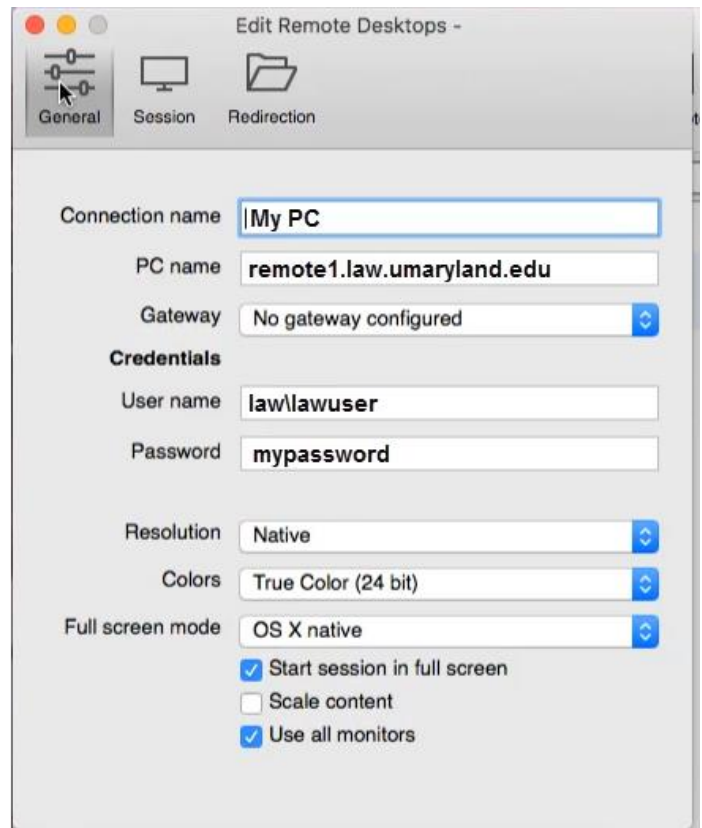 Edit Remote Desktops -
General Session Redirection
Connection name My PC
PC name remote1.law.umaryland.edu
Gateway No gateway configured
Credentials
User name law\lawuser
Password mypassword
Resolution Native
Colors True Color (24 bit)
Full screen mode OS X native
Start session in full screen
Scale content
Use all monitors